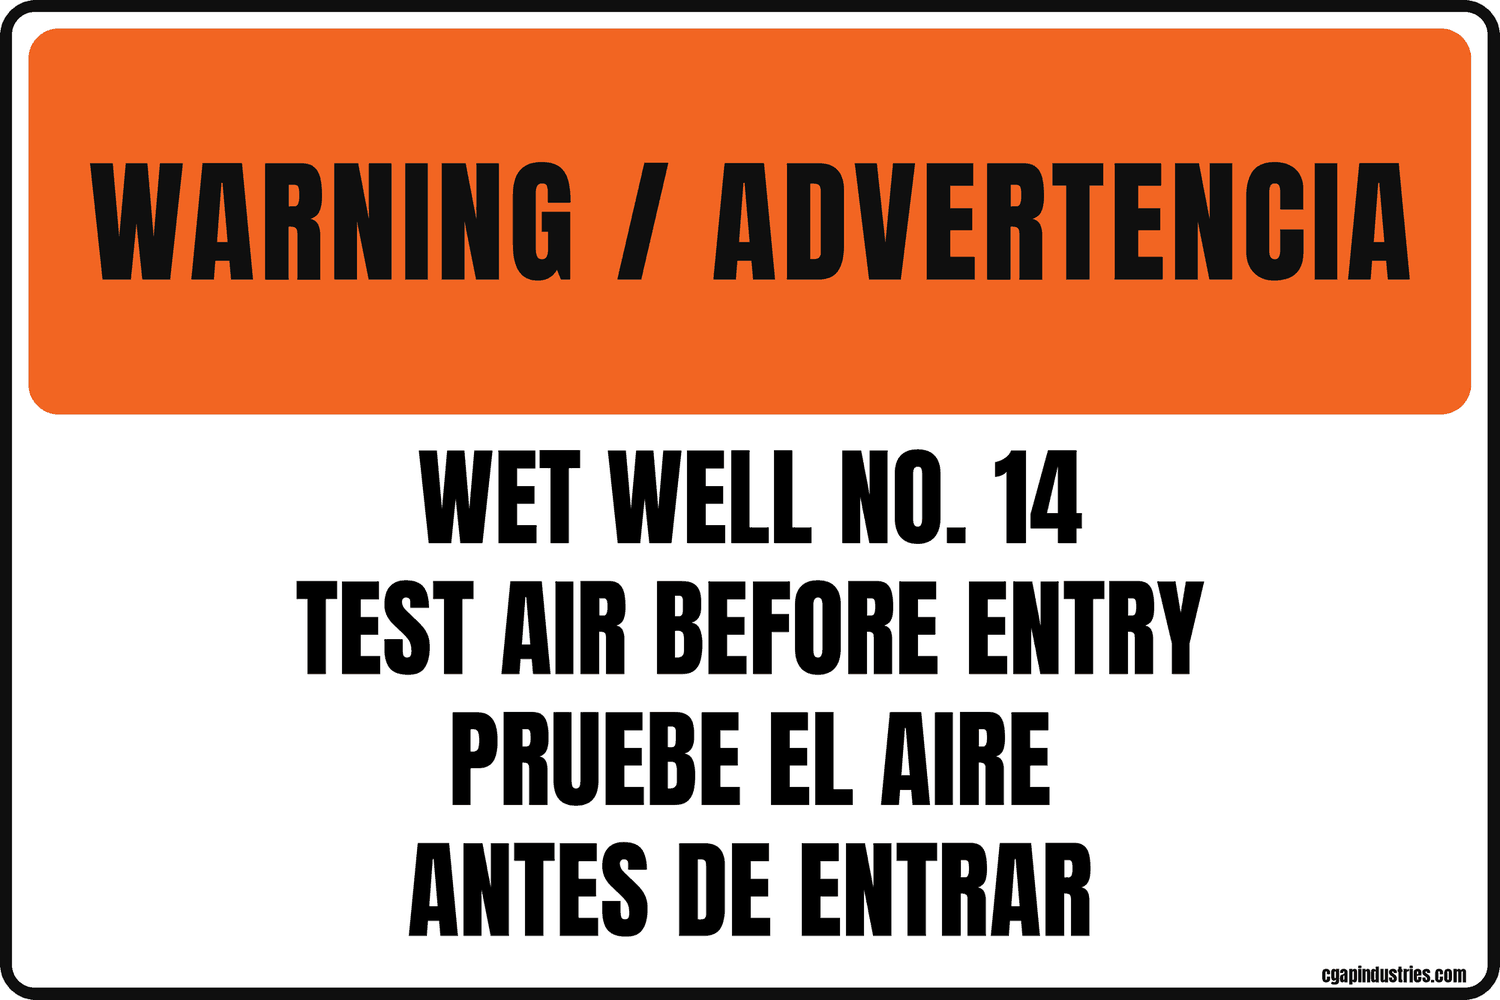 WARNING / ADVERTENCIA
WET WELL NO. 14
TEST AIR BEFORE ENTRY
PRUEBE EL AIRE
ANTES DE ENTRAR
cgapindustries.com